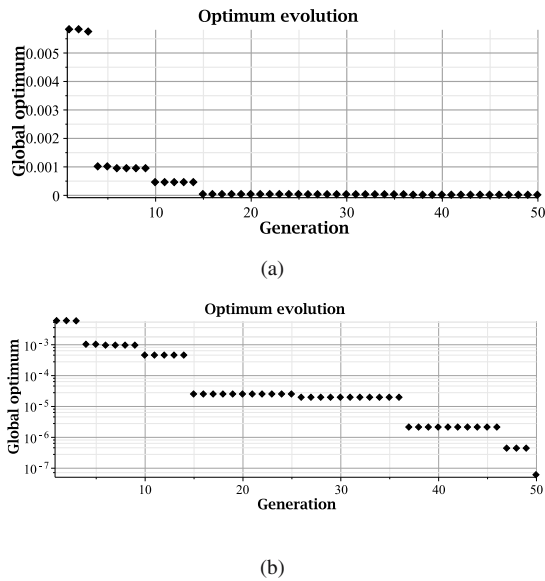 Optimum evolution
Global optimum
0.005
0.004
0.003
0.002
0.001
0
10 20 30 40 50
Generation
(a)
Optimum evolution
Global optimum
10⁻³
10⁻⁴
10⁻⁵
10⁻⁶
10⁻⁷
10 20 30 40 50
Generation
(b)